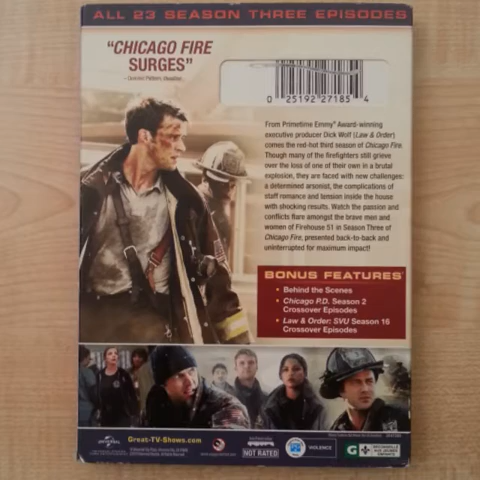 ALL 23 SEASON THREE EPISODES
"CHICAGO FIRE
SURGES"
0 25192 27185 4
From Primetime Emmy® Award-winning
executive producer Dick Wolf (Law & Order)
comes the red-hot third season of Chicago Fire.
Though many of the firefighters still grieve
over the loss of one of their own in a brutal
explosion, they are faced with new challenges:
a determined arsonist, the complications of
staff romance and tension inside the house
with shocking results. Watch the passion and
conflicts flare amongst the brave men and
women of Firehouse 51 in Season Three of
Chicago Fire, presented back-to-back and
uninterrupted for maximum impact!
BONUS FEATURES
• Behind the Scenes
• Chicago P.D. Season 2
Crossover Episodes
• Law & Order: SVU Season 16
Crossover Episodes
UNIVERSAL
Great-TV-Shows.com
NOT RATED
VIOLENCE
G